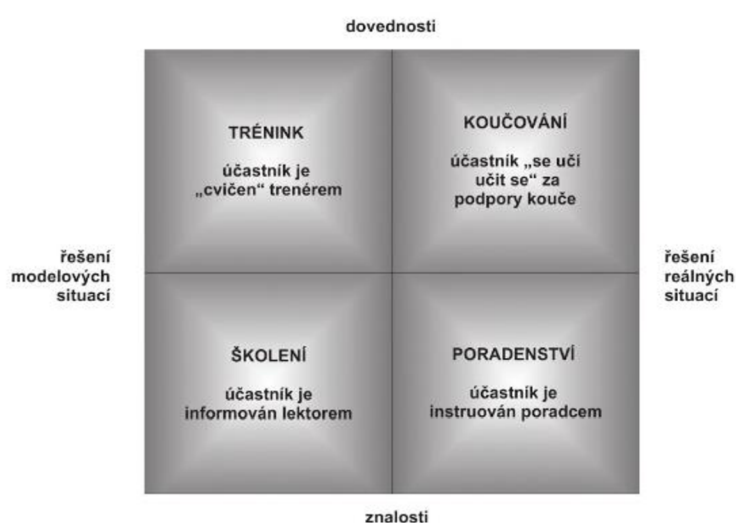 dovednosti
TRÉNINK
účastník je
„cvičen“ trenérem
KOUČOVÁNÍ
účastník „se učí
učit se“ za
podpory kouče
řešení
modelových
situací
řešení
reálných
situací
ŠKOLENÍ
účastník je
informován lektorem
PORADENSTVÍ
účastník je
instruován poradcem
znalosti